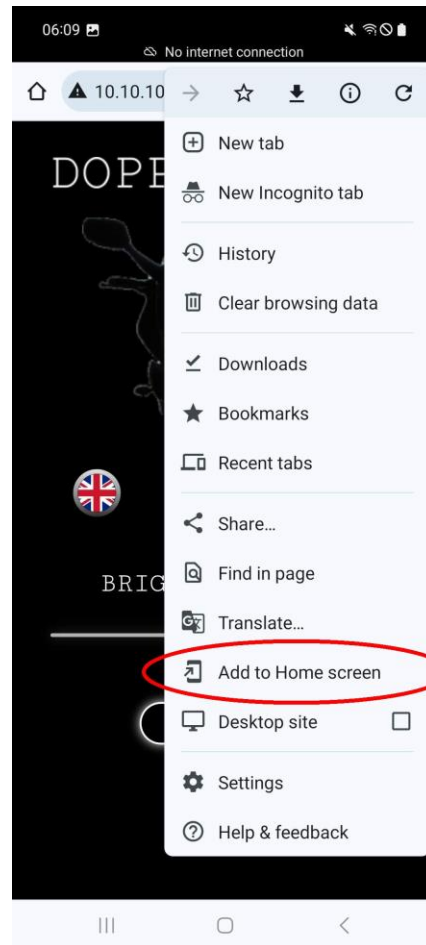 06:09
No internet connection
10.10.10
New tab
DOPE
New Incognito tab
History
Clear browsing data
Downloads
Bookmarks
Recent tabs
Share...
Find in page
BRIG
Translate...
Add to Home screen
Desktop site
Settings
Help & feedback